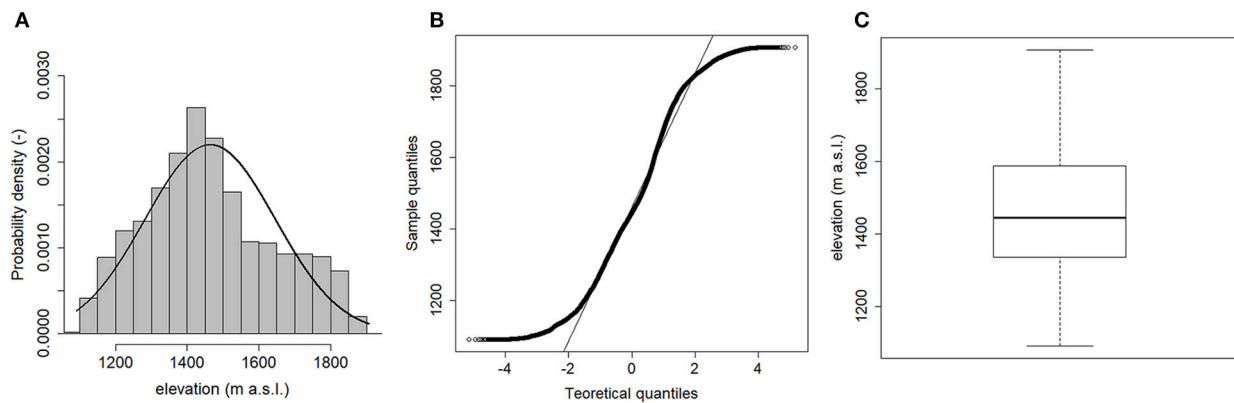 A
Probability density (-)
0.0000 0.0010 0.0020 0.0030
1200 1400 1600 1800
elevation (m a.s.l.)
B
Sample quantiles
1200 1400 1600 1800
-4 -2 0 2 4
Teoretical quantiles
C
elevation (m a.s.l.)
1200 1400 1600 1800